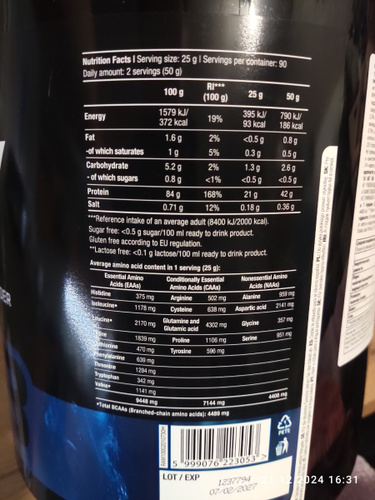 Nutrition Facts | Serving size: 25 g | Servings per container: 90
Daily amount: 2 servings (50 g)
100 g RI*** (100 g) 25 g 50 g
Energy 1579 kJ/ 372 kcal 19% 395 kJ/ 93 kcal 790 kJ/ 186 kcal
Fat 1.6 g 2% <0.5 g 0.8 g
-of which saturates 1 g 5% 0.3 g 0.5 g
Carbohydrate 5.2 g 2% 1.3 g 2.6 g
- of which sugars 0.8 g <1% <0.5 g <0.5 g
Protein 84 g 168% 21 g 42 g
Salt 0.71 g 12% 0.18 g 0.36 g
***Reference intake of an average adult (8400 kJ/2000 kcal).
Sugar free: <0.5 g sugar/100 ml ready to drink product.
Gluten free according to EU regulation.
**Lactose free: <0.1 g lactose/100 ml ready to drink product.
Average amino acid content in 1 serving (25 g):
Essential Amino Acids (EAAs) Conditionally Essential Amino Acids (CAAs) Nonessential Amino Acids (NAAs)
Histidine 375 mg Arginine 502 mg Alanine 959 mg
Isoleucine* 1178 mg Cysteine 638 mg Aspartic acid 2141 mg
Leucine* 2170 mg Glutamine and Glutamic acid 4302 mg Glycine 357 mg
1839 mg Proline 1106 mg Serine 951 mg
470 mg Tyrosine 596 mg
Phenylalanine 639 mg
Threonine 1294 mg
Tryptophan 342 mg
Valine* 1141 mg
9448 mg 7144 mg 4408 mg
*Total BCAAs (Branched-chain amino acids): 4489 mg
PETE
5 999076 223053 >
LOT / EXP
1237794
07/02/2027
12 2024 16:31